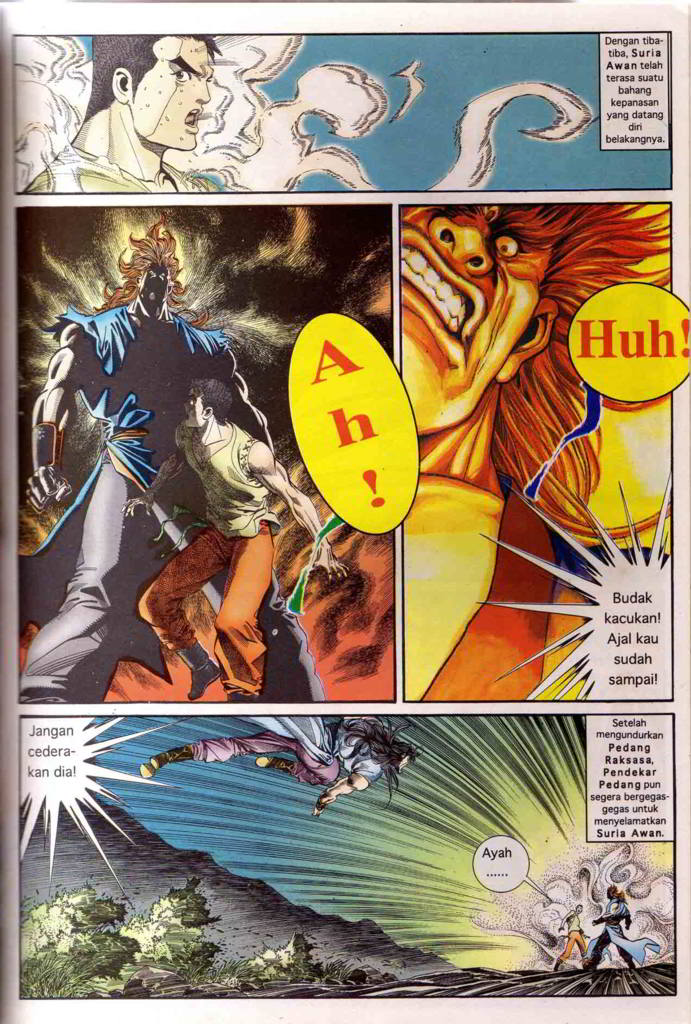 Dengan tiba-
tiba, Suria
Awan telah
terasa suatu
bahang
kepanasan
yang datang
diri
belakangnya.
Ah!
Huh!
Budak
kacukan!
Ajal kau
sudah
sampai!
Jangan
cedera-
kan dia!
Setelah
mengundurkan
Pedang
Raksasa,
Pendekar
Pedang pun
segera bergegas-
gegas untuk
menyelamatkan
Suria Awan.
Ayah
......